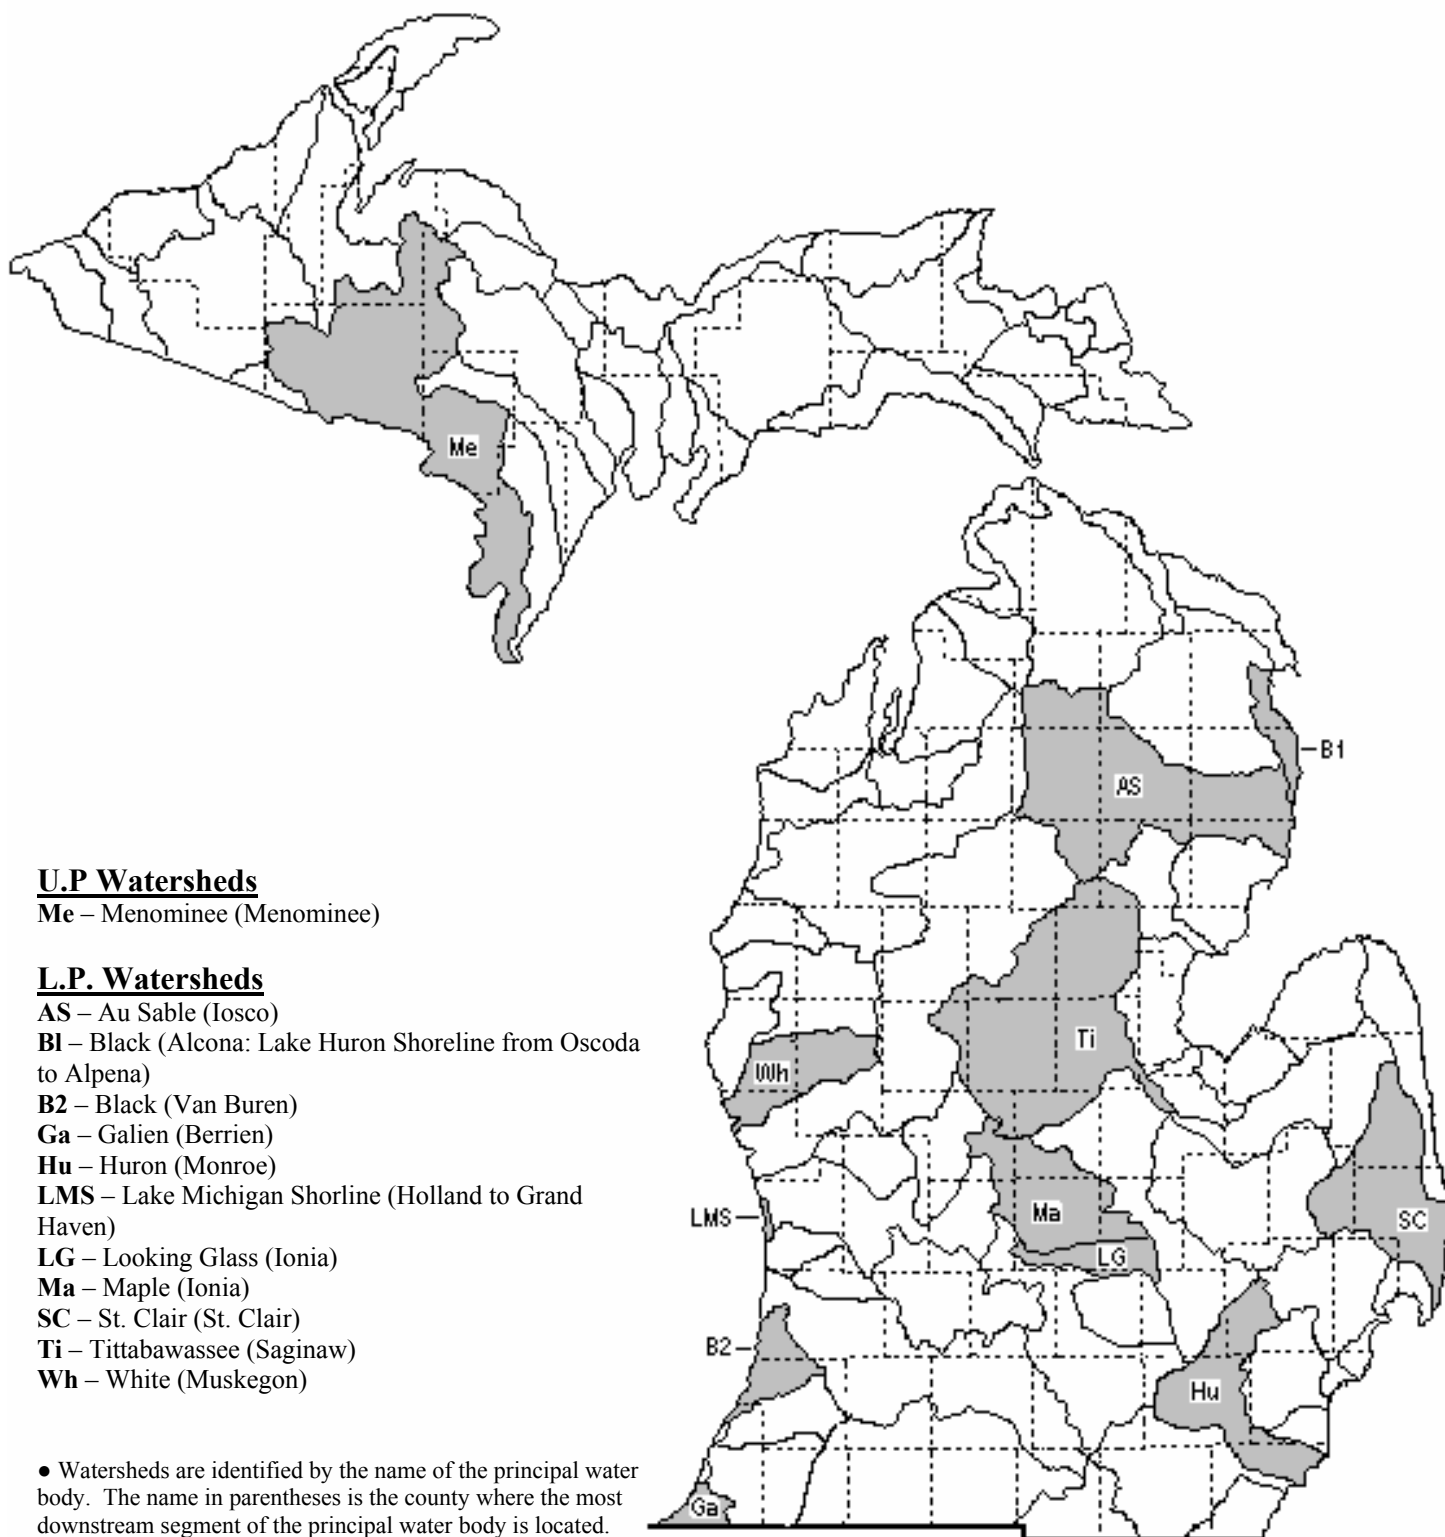 Me
B1
AS
U.P Watersheds
Me – Menominee (Menominee)
L.P. Watersheds
AS – Au Sable (Iosco)
Bl – Black (Alcona: Lake Huron Shoreline from Oscoda
to Alpena)
B2 – Black (Van Buren)
Ga – Galien (Berrien)
Hu – Huron (Monroe)
LMS – Lake Michigan Shorline (Holland to Grand
Haven)
LG – Looking Glass (Ionia)
Ma – Maple (Ionia)
SC – St. Clair (St. Clair)
Ti – Tittabawassee (Saginaw)
Wh – White (Muskegon)
Ti
Wh
LMS
Ma
SC
LG
B2
Hu
Ga
● Watersheds are identified by the name of the principal water
body. The name in parentheses is the county where the most
downstream segment of the principal water body is located.